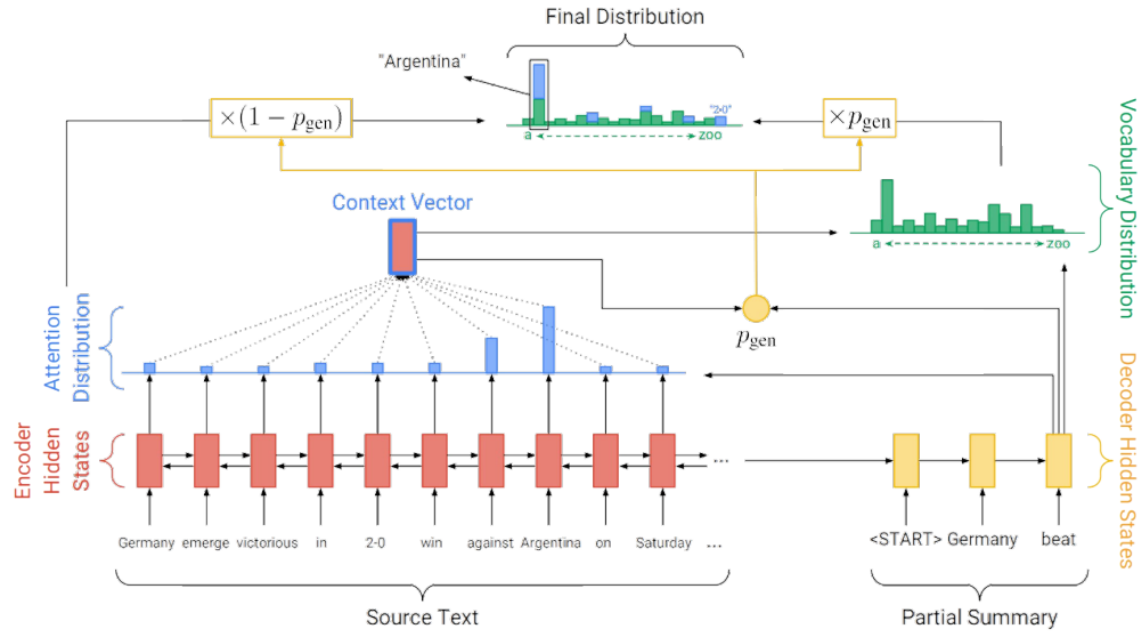 Final Distribution
"Argentina"
×(1 − p_gen)
"2-0"
a
zoo
×p_gen
Context Vector
Vocabulary Distribution
a
zoo
Attention
Distribution
p_gen
Encoder
Hidden
States
Decoder Hidden States
...
Germany emerge victorious in 2-0 win against Argentina on Saturday ...
<START> Germany beat
Source Text
Partial Summary